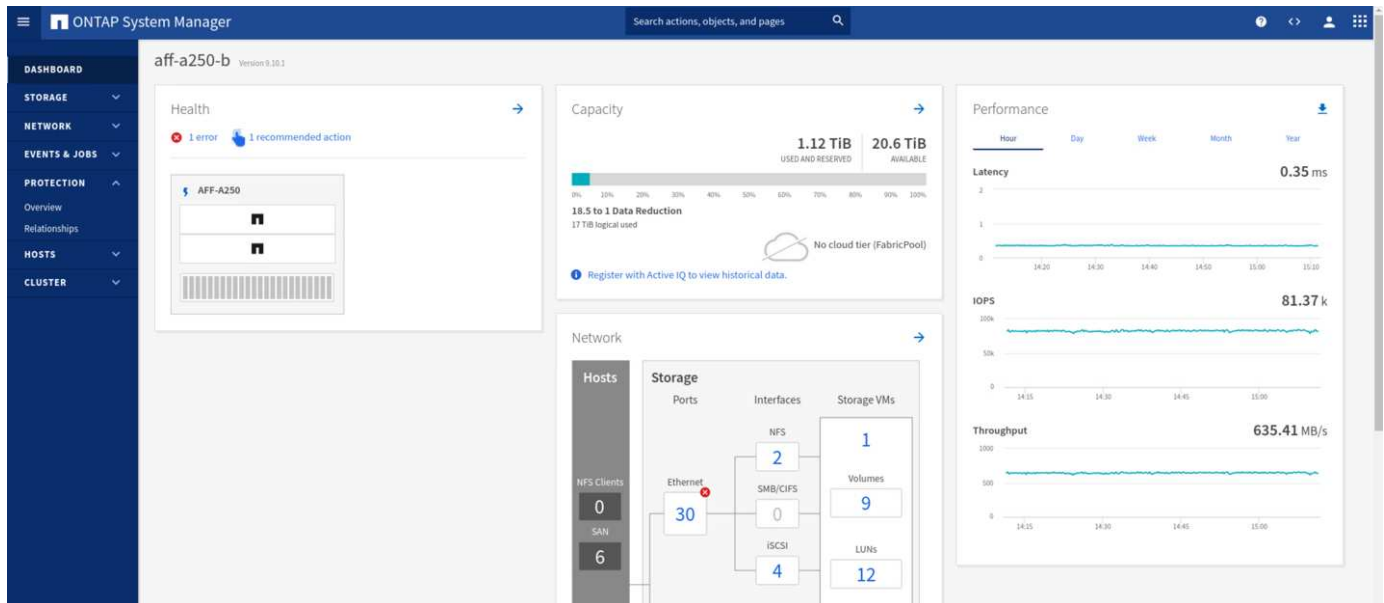 ONTAP System Manager
Search actions, objects, and pages
DASHBOARD
STORAGE
NETWORK
EVENTS & JOBS
PROTECTION
Overview
Relationships
HOSTS
CLUSTER
aff-a250-b Version 9.10.1
Health
1 error 1 recommended action
AFF-A250
Capacity
1.12 TiB
USED AND RESERVED
20.6 TiB
AVAILABLE
0% 10% 20% 30% 40% 50% 60% 70% 80% 90% 100%
18.5 to 1 Data Reduction
17 TiB logical used
No cloud tier (FabricPool)
Register with Active IQ to view historical data.
Network
Hosts
Storage
Ports Interfaces Storage VMs
NFS
2
1
NFS Clients
0
Ethernet
30
SMB/CIFS
0
Volumes
9
SAN
6
iSCSI
4
LUNs
12
Performance
Hour Day Week Month Year
Latency 0.35 ms
2
1
0
14:20 14:30 14:40 14:50 15:00 15:10
IOPS 81.37 k
100k
50k
0
14:15 14:30 14:45 15:00
Throughput 635.41 MB/s
1000
500
0
14:15 14:30 14:45 15:00